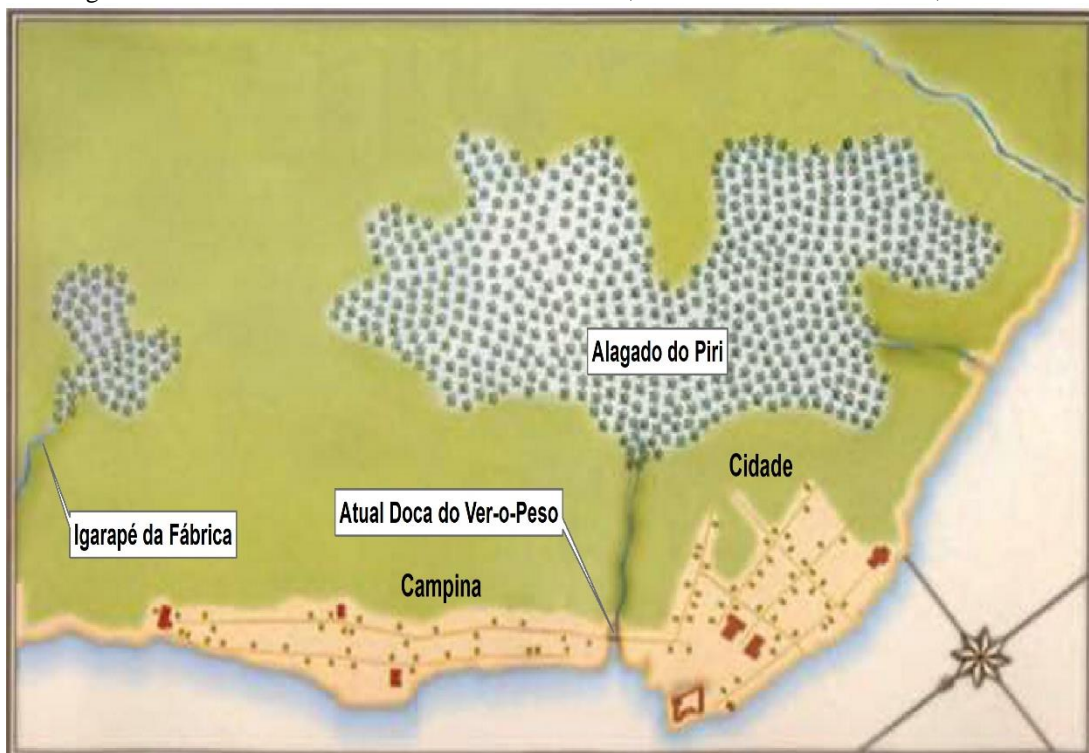 Alagado do Piri
Cidade
Atual Doca do Ver-o-Peso
Igarapé da Fábrica
Campina